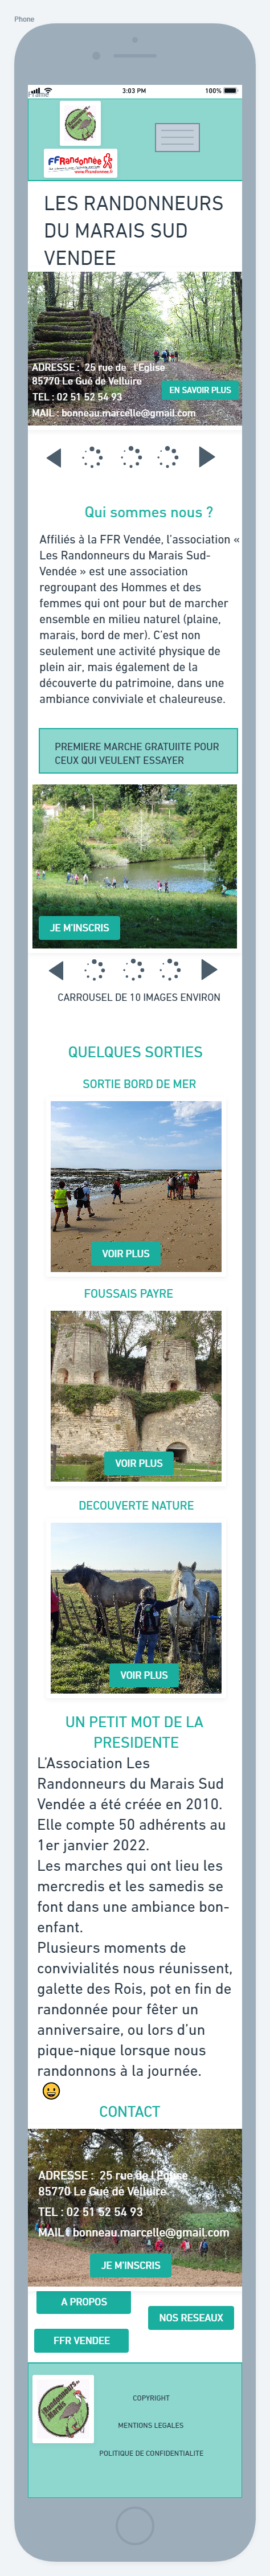 Phone
Frame
3:03 PM
100%
Randonneurs
Marais
FFRandonnée
www.ffrandonnee.fr
LES RANDONNEURS
DU MARAIS SUD
VENDEE
ADRESSE : 25 rue de l'Eglise
85770 Le Gué de Velluire
TEL : 02 51 52 54 93
EN SAVOIR PLUS
MAIL : bonneau.marcelle@gmail.com
Qui sommes nous ?
Affiliés à la FFR Vendée, l'association «
Les Randonneurs du Marais Sud-
Vendée » est une association
regroupant des Hommes et des
femmes qui ont pour but de marcher
ensemble en milieu naturel (plaine,
marais, bord de mer). C'est non
seulement une activité physique de
plein air, mais également de la
découverte du patrimoine, dans une
ambiance conviviale et chaleureuse.
PREMIERE MARCHE GRATUIITE POUR
CEUX QUI VEULENT ESSAYER
JE M'INSCRIS
CARROUSEL DE 10 IMAGES ENVIRON
QUELQUES SORTIES
SORTIE BORD DE MER
VOIR PLUS
FOUSSAIS PAYRE
VOIR PLUS
DECOUVERTE NATURE
VOIR PLUS
UN PETIT MOT DE LA
PRESIDENTE
L'Association Les
Randonneurs du Marais Sud
Vendée a été créée en 2010.
Elle compte 50 adhérents au
1er janvier 2022.
Les marches qui ont lieu les
mercredis et les samedis se
font dans une ambiance bon-
enfant.
Plusieurs moments de
convivialités nous réunissent,
galette des Rois, pot en fin de
randonnée pour fêter un
anniversaire, ou lors d'un
pique-nique lorsque nous
randonnons à la journée.
CONTACT
ADRESSE : 25 rue de l'Eglise
85770 Le Gué de Velluire
TEL : 02 51 52 54 93
MAIL : bonneau.marcelle@gmail.com
JE M'INSCRIS
A PROPOS
NOS RESEAUX
FFR VENDEE
Randonneurs
Marais
COPYRIGHT
MENTIONS LEGALES
POLITIQUE DE CONFIDENTIALITE